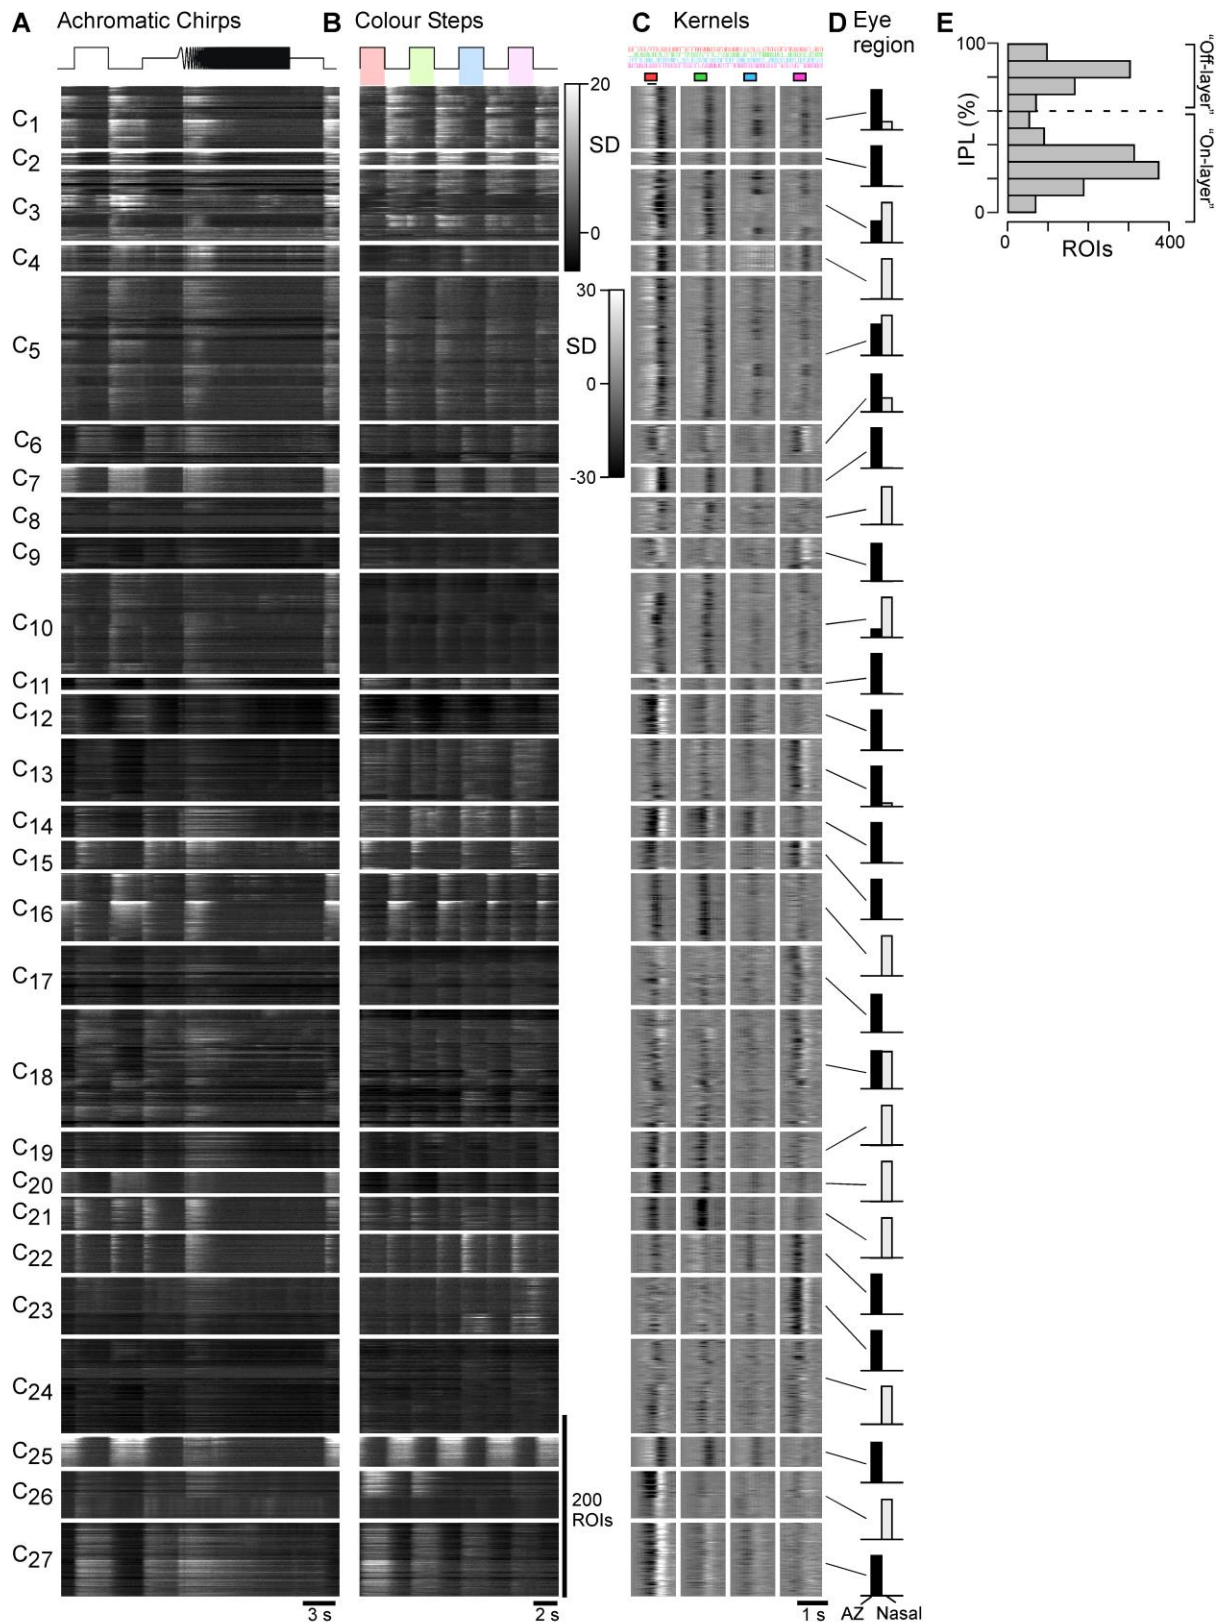 A Achromatic Chirps B Colour Steps C Kernels D Eye region E
100
IPL (%)
0
0 400
ROIs
"Off-layer"
"On-layer"
20
SD
0
30
SD
0
-30
C1
C2
C3
C4
C5
C6
C7
C8
C9
C10
C11
C12
C13
C14
C15
C16
C17
C18
C19
C20
C21
C22
C23
C24
C25
C26
C27
200
ROIs
3 s
2 s
1 s
AZ Nasal